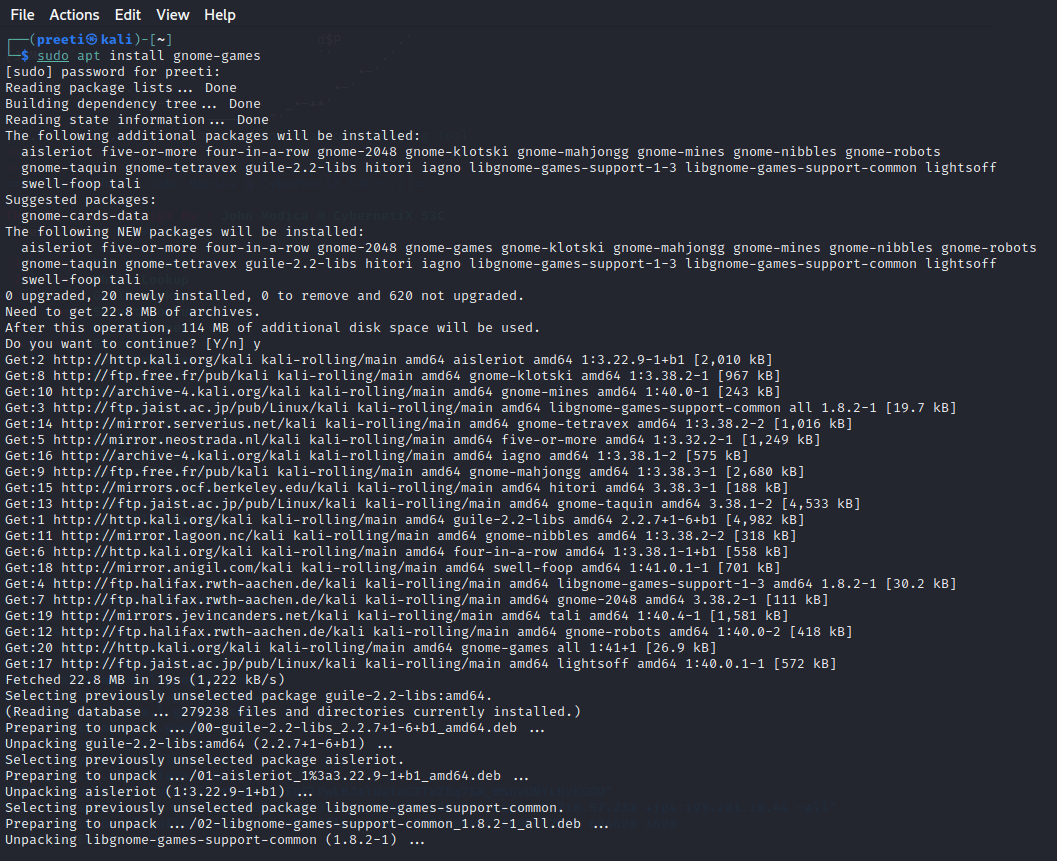 File Actions Edit View Help
┌──(preeti㉿kali)-[~]
└─$ sudo apt install gnome-games
[sudo] password for preeti:
Reading package lists... Done
Building dependency tree... Done
Reading state information... Done
The following additional packages will be installed:
  aisleriot five-or-more four-in-a-row gnome-2048 gnome-klotski gnome-mahjongg gnome-mines gnome-nibbles gnome-robots
  gnome-taquin gnome-tetravex guile-2.2-libs hitori iagno libgnome-games-support-1-3 libgnome-games-support-common lightsoff
  swell-foop tali
Suggested packages:
  gnome-cards-data
The following NEW packages will be installed:
  aisleriot five-or-more four-in-a-row gnome-2048 gnome-games gnome-klotski gnome-mahjongg gnome-mines gnome-nibbles gnome-robots
  gnome-taquin gnome-tetravex guile-2.2-libs hitori iagno libgnome-games-support-1-3 libgnome-games-support-common lightsoff
  swell-foop tali
0 upgraded, 20 newly installed, 0 to remove and 620 not upgraded.
Need to get 22.8 MB of archives.
After this operation, 114 MB of additional disk space will be used.
Do you want to continue? [Y/n] y
Get:2 http://http.kali.org/kali kali-rolling/main amd64 aisleriot amd64 1:3.22.9-1+b1 [2,010 kB]
Get:8 http://ftp.free.fr/pub/kali kali-rolling/main amd64 gnome-klotski amd64 1:3.38.2-1 [967 kB]
Get:10 http://archive-4.kali.org/kali kali-rolling/main amd64 gnome-mines amd64 1:40.0-1 [243 kB]
Get:3 http://ftp.jaist.ac.jp/pub/Linux/kali kali-rolling/main amd64 libgnome-games-support-common all 1.8.2-1 [19.7 kB]
Get:14 http://mirror.serverius.net/kali kali-rolling/main amd64 gnome-tetravex amd64 1:3.38.2-2 [1,016 kB]
Get:5 http://mirror.neostrada.nl/kali kali-rolling/main amd64 five-or-more amd64 1:3.32.2-1 [1,249 kB]
Get:16 http://archive-4.kali.org/kali kali-rolling/main amd64 iagno amd64 1:3.38.1-2 [575 kB]
Get:9 http://ftp.free.fr/pub/kali kali-rolling/main amd64 gnome-mahjongg amd64 1:3.38.3-1 [2,680 kB]
Get:15 http://mirrors.ocf.berkeley.edu/kali kali-rolling/main amd64 hitori amd64 3.38.3-1 [188 kB]
Get:13 http://ftp.jaist.ac.jp/pub/Linux/kali kali-rolling/main amd64 gnome-taquin amd64 3.38.1-2 [4,533 kB]
Get:1 http://http.kali.org/kali kali-rolling/main amd64 guile-2.2-libs amd64 2.2.7+1-6+b1 [4,982 kB]
Get:11 http://mirror.lagoon.nc/kali kali-rolling/main amd64 gnome-nibbles amd64 1:3.38.2-2 [318 kB]
Get:6 http://http.kali.org/kali kali-rolling/main amd64 four-in-a-row amd64 1:3.38.1-1+b1 [558 kB]
Get:18 http://mirror.anigil.com/kali kali-rolling/main amd64 swell-foop amd64 1:41.0.1-1 [701 kB]
Get:4 http://ftp.halifax.rwth-aachen.de/kali kali-rolling/main amd64 libgnome-games-support-1-3 amd64 1.8.2-1 [30.2 kB]
Get:7 http://ftp.halifax.rwth-aachen.de/kali kali-rolling/main amd64 gnome-2048 amd64 3.38.2-1 [111 kB]
Get:19 http://mirrors.jevincanders.net/kali kali-rolling/main amd64 tali amd64 1:40.4-1 [1,581 kB]
Get:12 http://ftp.halifax.rwth-aachen.de/kali kali-rolling/main amd64 gnome-robots amd64 1:40.0-2 [418 kB]
Get:20 http://http.kali.org/kali kali-rolling/main amd64 gnome-games all 1:41+1 [26.9 kB]
Get:17 http://ftp.jaist.ac.jp/pub/Linux/kali kali-rolling/main amd64 lightsoff amd64 1:40.0.1-1 [572 kB]
Fetched 22.8 MB in 19s (1,222 kB/s)
Selecting previously unselected package guile-2.2-libs:amd64.
(Reading database ... 279238 files and directories currently installed.)
Preparing to unpack .../00-guile-2.2-libs_2.2.7+1-6+b1_amd64.deb ...
Unpacking guile-2.2-libs:amd64 (2.2.7+1-6+b1) ...
Selecting previously unselected package aisleriot.
Preparing to unpack .../01-aisleriot_1%3a3.22.9-1+b1_amd64.deb ...
Unpacking aisleriot (1:3.22.9-1+b1) ...
Selecting previously unselected package libgnome-games-support-common.
Preparing to unpack .../02-libgnome-games-support-common_1.8.2-1_all.deb ...
Unpacking libgnome-games-support-common (1.8.2-1) ...